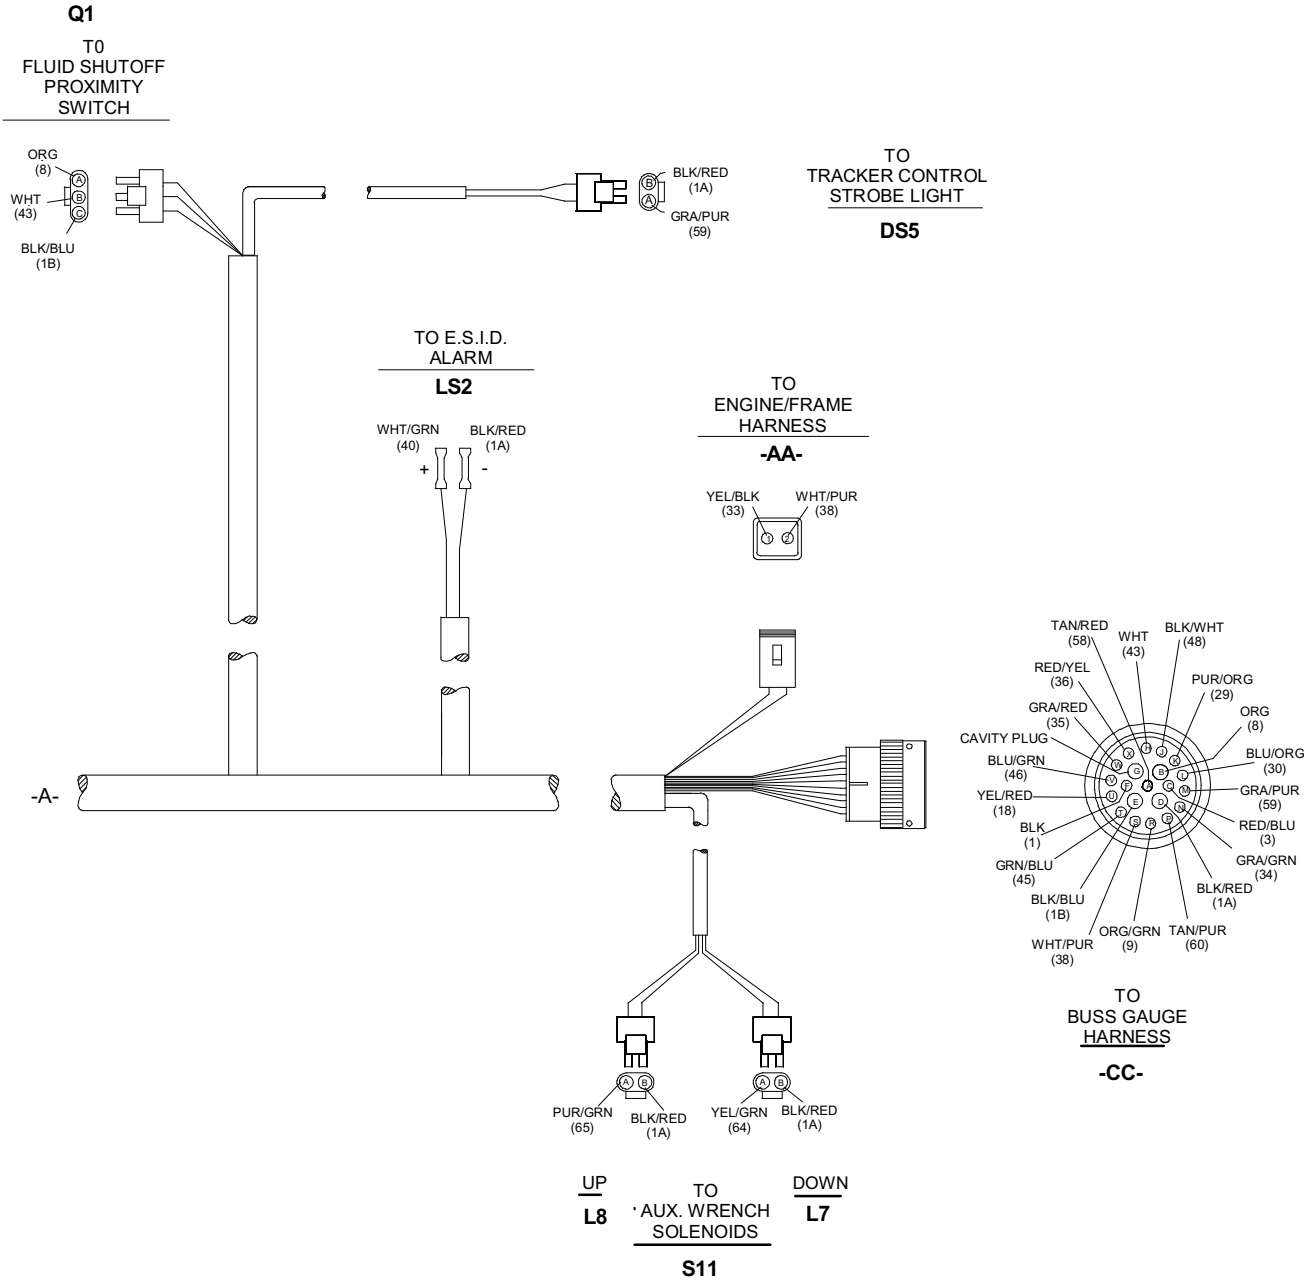 Q1
T0
FLUID SHUTOFF
PROXIMITY
SWITCH
ORG
(8)
A
WHT
(43)
B
C
BLK/BLU
(1B)
B
A
BLK/RED
(1A)
GRA/PUR
(59)
TO
TRACKER CONTROL
STROBE LIGHT
DS5
TO E.S.I.D.
ALARM
LS2
WHT/GRN
(40)
BLK/RED
(1A)
+
-
TO
ENGINE/FRAME
HARNESS
-AA-
YEL/BLK
(33)
WHT/PUR
(38)
1
2
-A-
TAN/RED
(58)
WHT
(43)
BLK/WHT
(48)
RED/YEL
(36)
PUR/ORG
(29)
GRA/RED
(35)
ORG
(8)
CAVITY PLUG
BLU/GRN
(46)
BLU/ORG
(30)
YEL/RED
(18)
GRA/PUR
(59)
BLK
(1)
RED/BLU
(3)
GRN/BLU
(45)
GRA/GRN
(34)
BLK/BLU
(1B)
BLK/RED
(1A)
WHT/PUR
(38)
ORG/GRN
(9)
TAN/PUR
(60)
X
H
J
K
W
G
B
L
V
F
A
C
M
U
E
D
N
T
S
R
P
TO
BUSS GAUGE
HARNESS
-CC-
A
B
A
B
PUR/GRN
(65)
BLK/RED
(1A)
YEL/GRN
(64)
BLK/RED
(1A)
UP
L8
TO
AUX. WRENCH
SOLENOIDS
S11
DOWN
L7